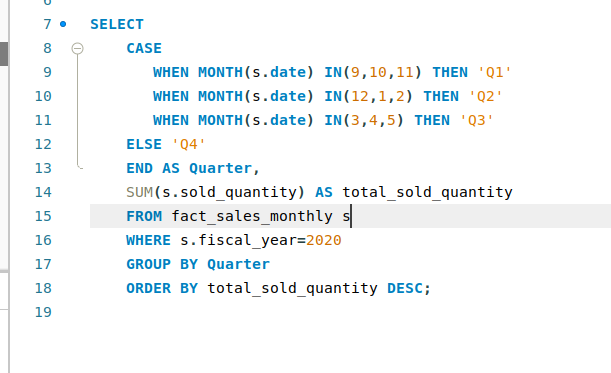 6
7 SELECT
8 CASE
9 WHEN MONTH(s.date) IN(9,10,11) THEN 'Q1'
10 WHEN MONTH(s.date) IN(12,1,2) THEN 'Q2'
11 WHEN MONTH(s.date) IN(3,4,5) THEN 'Q3'
12 ELSE 'Q4'
13 END AS Quarter,
14 SUM(s.sold_quantity) AS total_sold_quantity
15 FROM fact_sales_monthly s
16 WHERE s.fiscal_year=2020
17 GROUP BY Quarter
18 ORDER BY total_sold_quantity DESC;
19